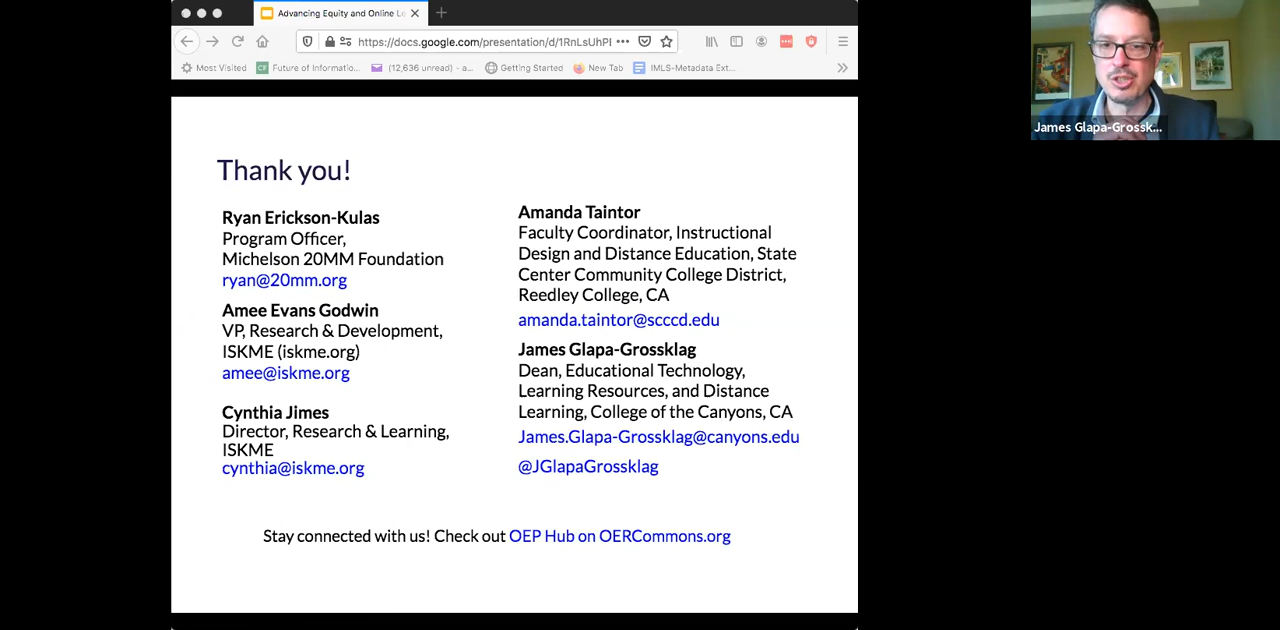 Advancing Equity and Online Le
https://docs.google.com/presentation/d/1RnLsUhPI
Most Visited
Future of Informatio...
(12,636 unread) - a...
Getting Started
New Tab
IMLS-Metadata Ext...
James Glapa-Grossk...
Thank you!
Ryan Erickson-Kulas
Program Officer,
Michelson 20MM Foundation
ryan@20mm.org
Amee Evans Godwin
VP, Research & Development,
ISKME (iskme.org)
amee@iskme.org
Cynthia Jimes
Director, Research & Learning,
ISKME
cynthia@iskme.org
Amanda Taintor
Faculty Coordinator, Instructional
Design and Distance Education, State
Center Community College District,
Reedley College, CA
amanda.taintor@scccd.edu
James Glapa-Grossklag
Dean, Educational Technology,
Learning Resources, and Distance
Learning, College of the Canyons, CA
James.Glapa-Grossklag@canyons.edu
@JGlapaGrossklag
Stay connected with us! Check out OEP Hub on OERCommons.org